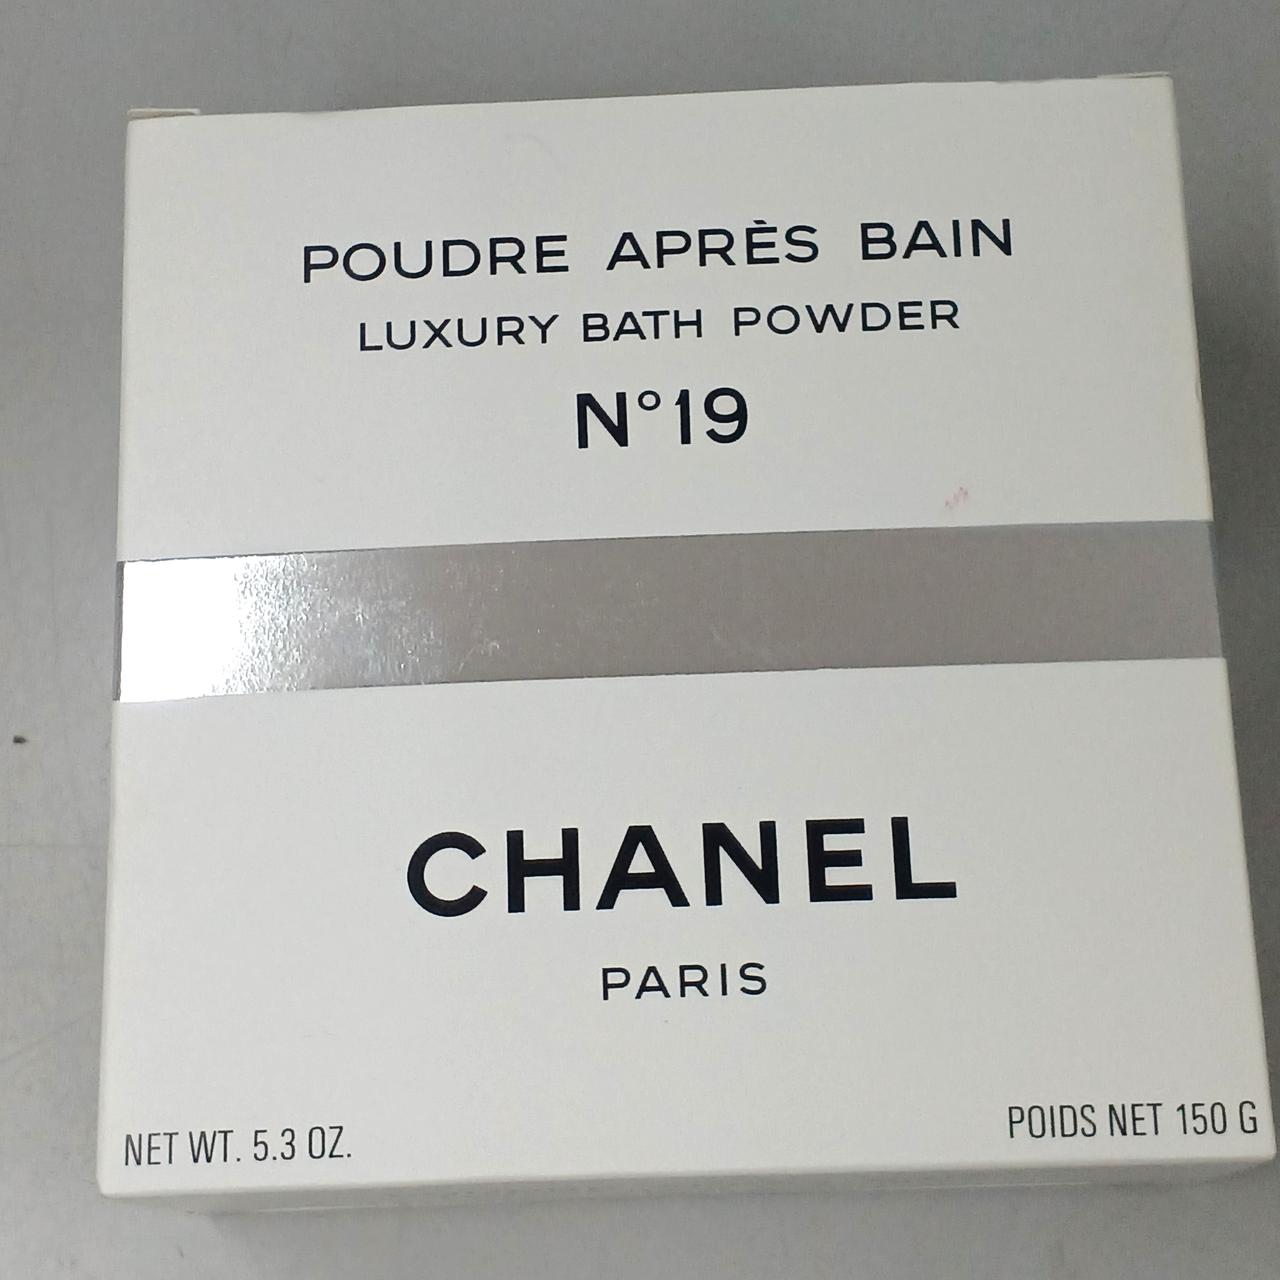 POUDRE APRÈS BAIN
LUXURY BATH POWDER
N°19
CHANEL
PARIS
NET WT. 5.3 OZ.
POIDS NET 150 G